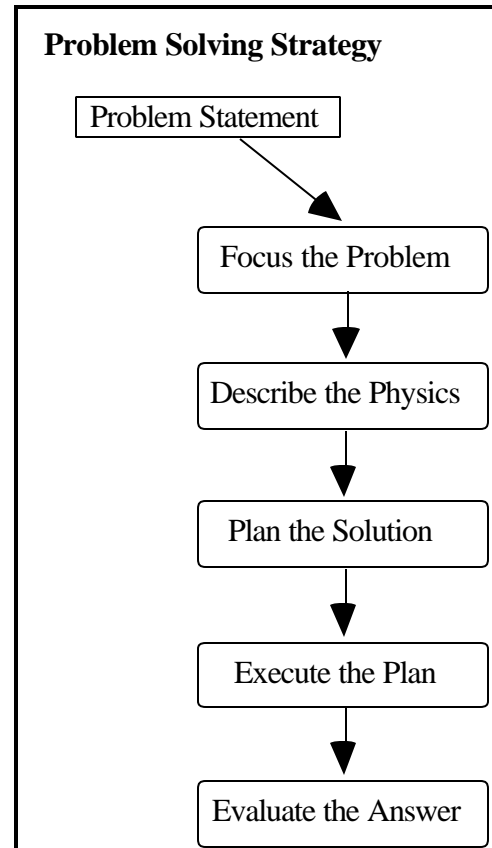 Problem Solving Strategy
Problem Statement
Focus the Problem
Describe the Physics
Plan the Solution
Execute the Plan
Evaluate the Answer